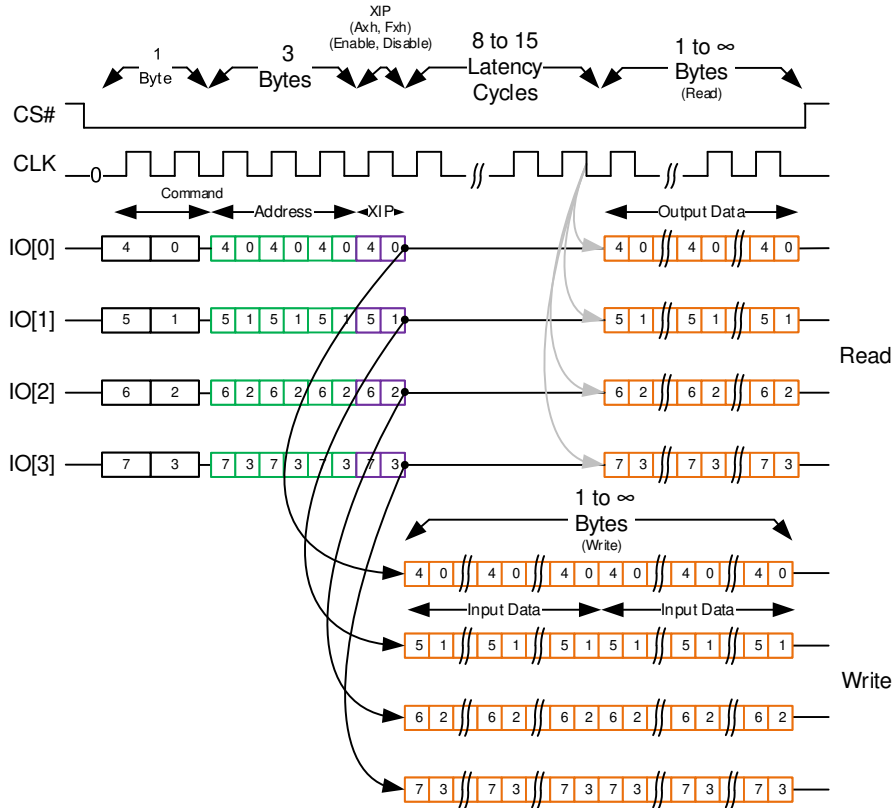 XIP
(Axh, Fxh)
(Enable, Disable)
1
Byte
3
Bytes
8 to 15
Latency
Cycles
1 to ∞
Bytes
(Read)
CS#
CLK
0
Command
Address
XIP
Output Data
IO[0] 4 0 4 0 4 0 4 0 4 0 4 0 4 0 4 0
IO[1] 5 1 5 1 5 1 5 1 5 1 5 1 5 1 5 1
Read
IO[2] 6 2 6 2 6 2 6 2 6 2 6 2 6 2 6 2
IO[3] 7 3 7 3 7 3 7 3 7 3 7 3 7 3 7 3
1 to ∞
Bytes
(Write)
4 0 4 0 4 0 4 0 4 0 4 0
Input Data Input Data
5 1 5 1 5 1 5 1 5 1 5 1
Write
6 2 6 2 6 2 6 2 6 2 6 2
7 3 7 3 7 3 7 3 7 3 7 3